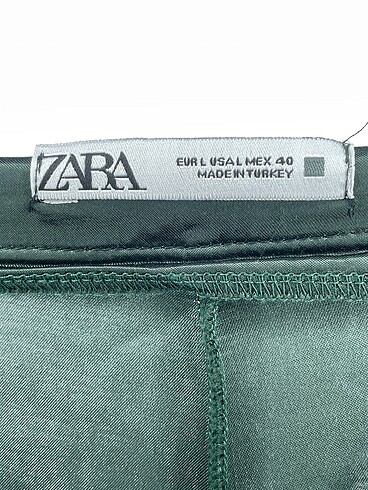 ZARA
EUR L USA L MEX 40
MADE IN TURKEY